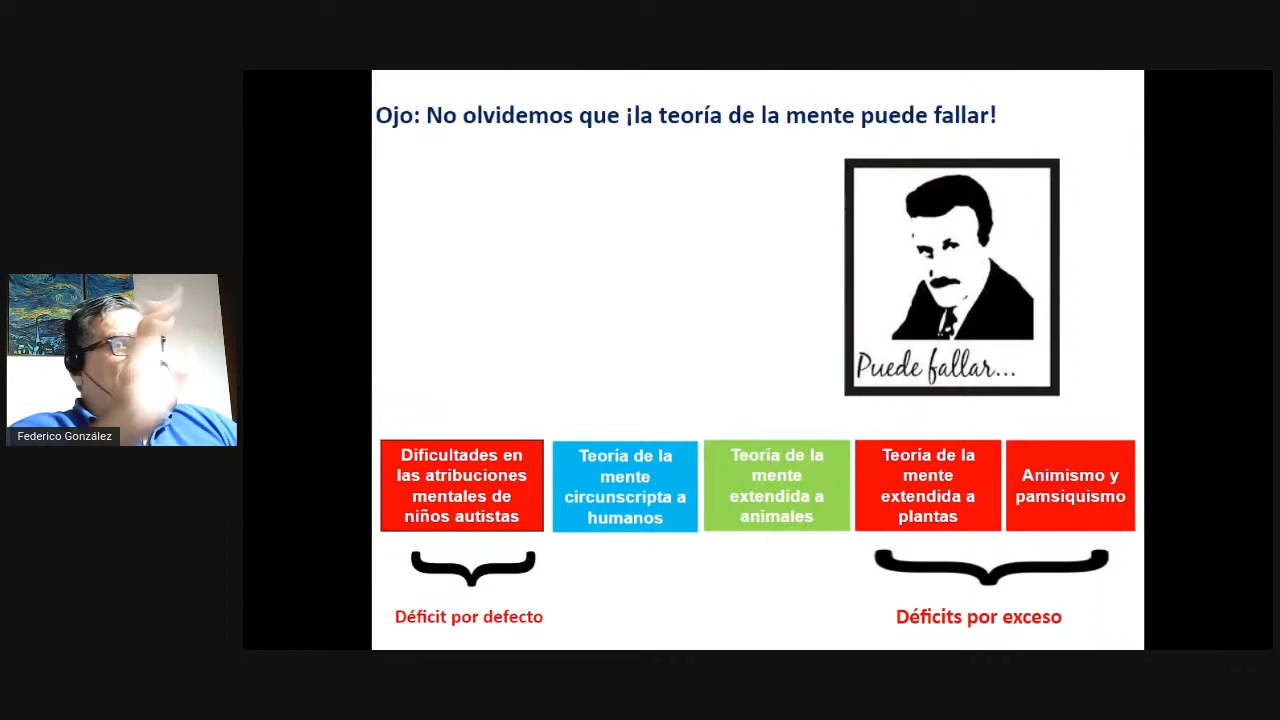 Ojo: No olvidemos que ¡la teoría de la mente puede fallar!
Puede fallar...
Federico González
Dificultades en
las atribuciones
mentales de
niños autistas
Teoría de la
mente
circunscripta a
humanos
Teoría de la
mente
extendida a
animales
Teoría de la
mente
extendida a
plantas
Animismo y
pamsiquismo
Déficit por defecto
Déficits por exceso